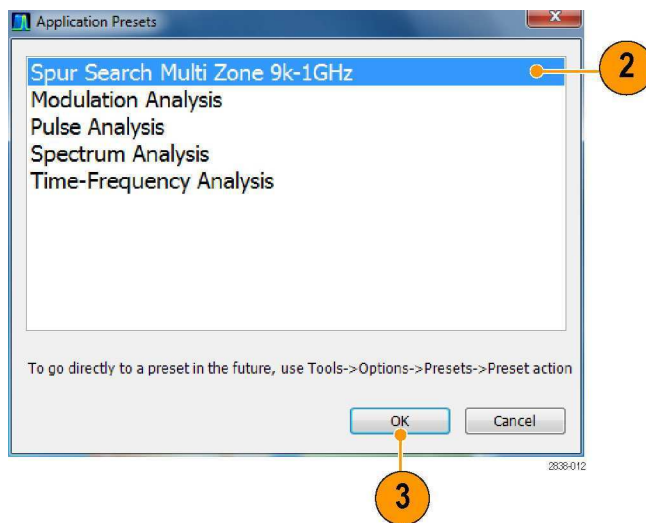 Application Presets
Spur Search Multi Zone 9k-1GHz
2
Modulation Analysis
Pulse Analysis
Spectrum Analysis
Time-Frequency Analysis
To go directly to a preset in the future, use Tools->Options->Presets->Preset action
OK
Cancel
2838-012
3